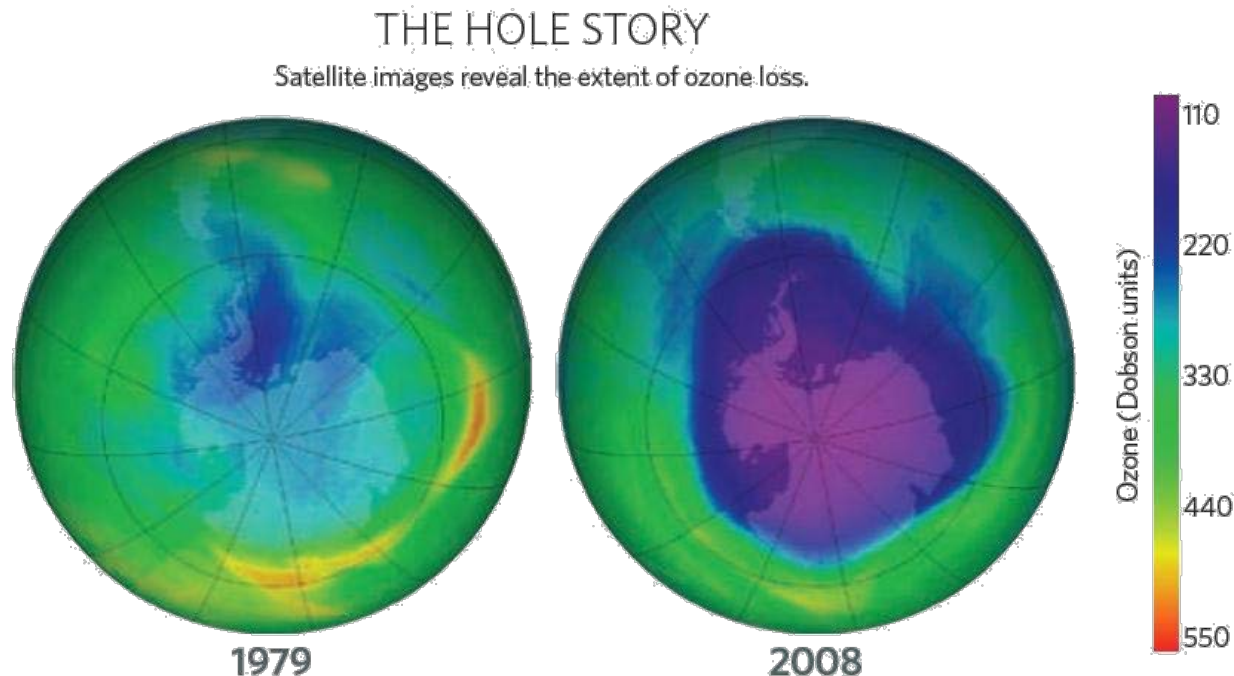 THE HOLE STORY
Satellite images reveal the extent of ozone loss.
110
220
330
440
550
Ozone (Dobson units)
1979
2008